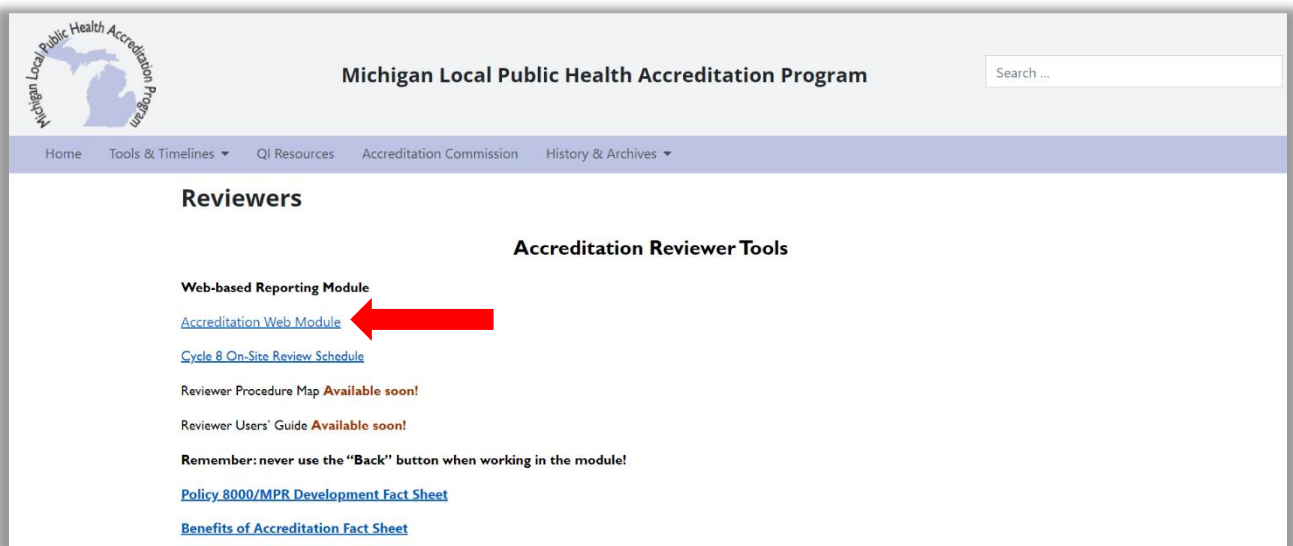 Michigan Local Public Health Accreditation Program
Michigan Local Public Health Accreditation Program
Search ...
Home Tools & Timelines QI Resources Accreditation Commission History & Archives
Reviewers
Accreditation Reviewer Tools
Web-based Reporting Module
Accreditation Web Module
Cycle 8 On-Site Review Schedule
Reviewer Procedure Map Available soon!
Reviewer Users' Guide Available soon!
Remember: never use the “Back” button when working in the module!
Policy 8000/MPR Development Fact Sheet
Benefits of Accreditation Fact Sheet